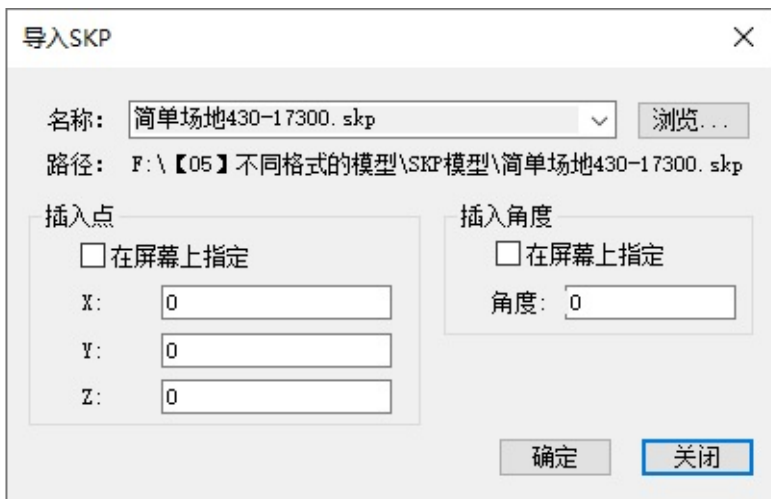 导入SKP
名称： 简单场地430-17300.skp 浏览...
路径： F:\【05】不同格式的模型\SKP模型\简单场地430-17300.skp
插入点
在屏幕上指定
X: 0
Y: 0
Z: 0
插入角度
在屏幕上指定
角度: 0
确定 关闭